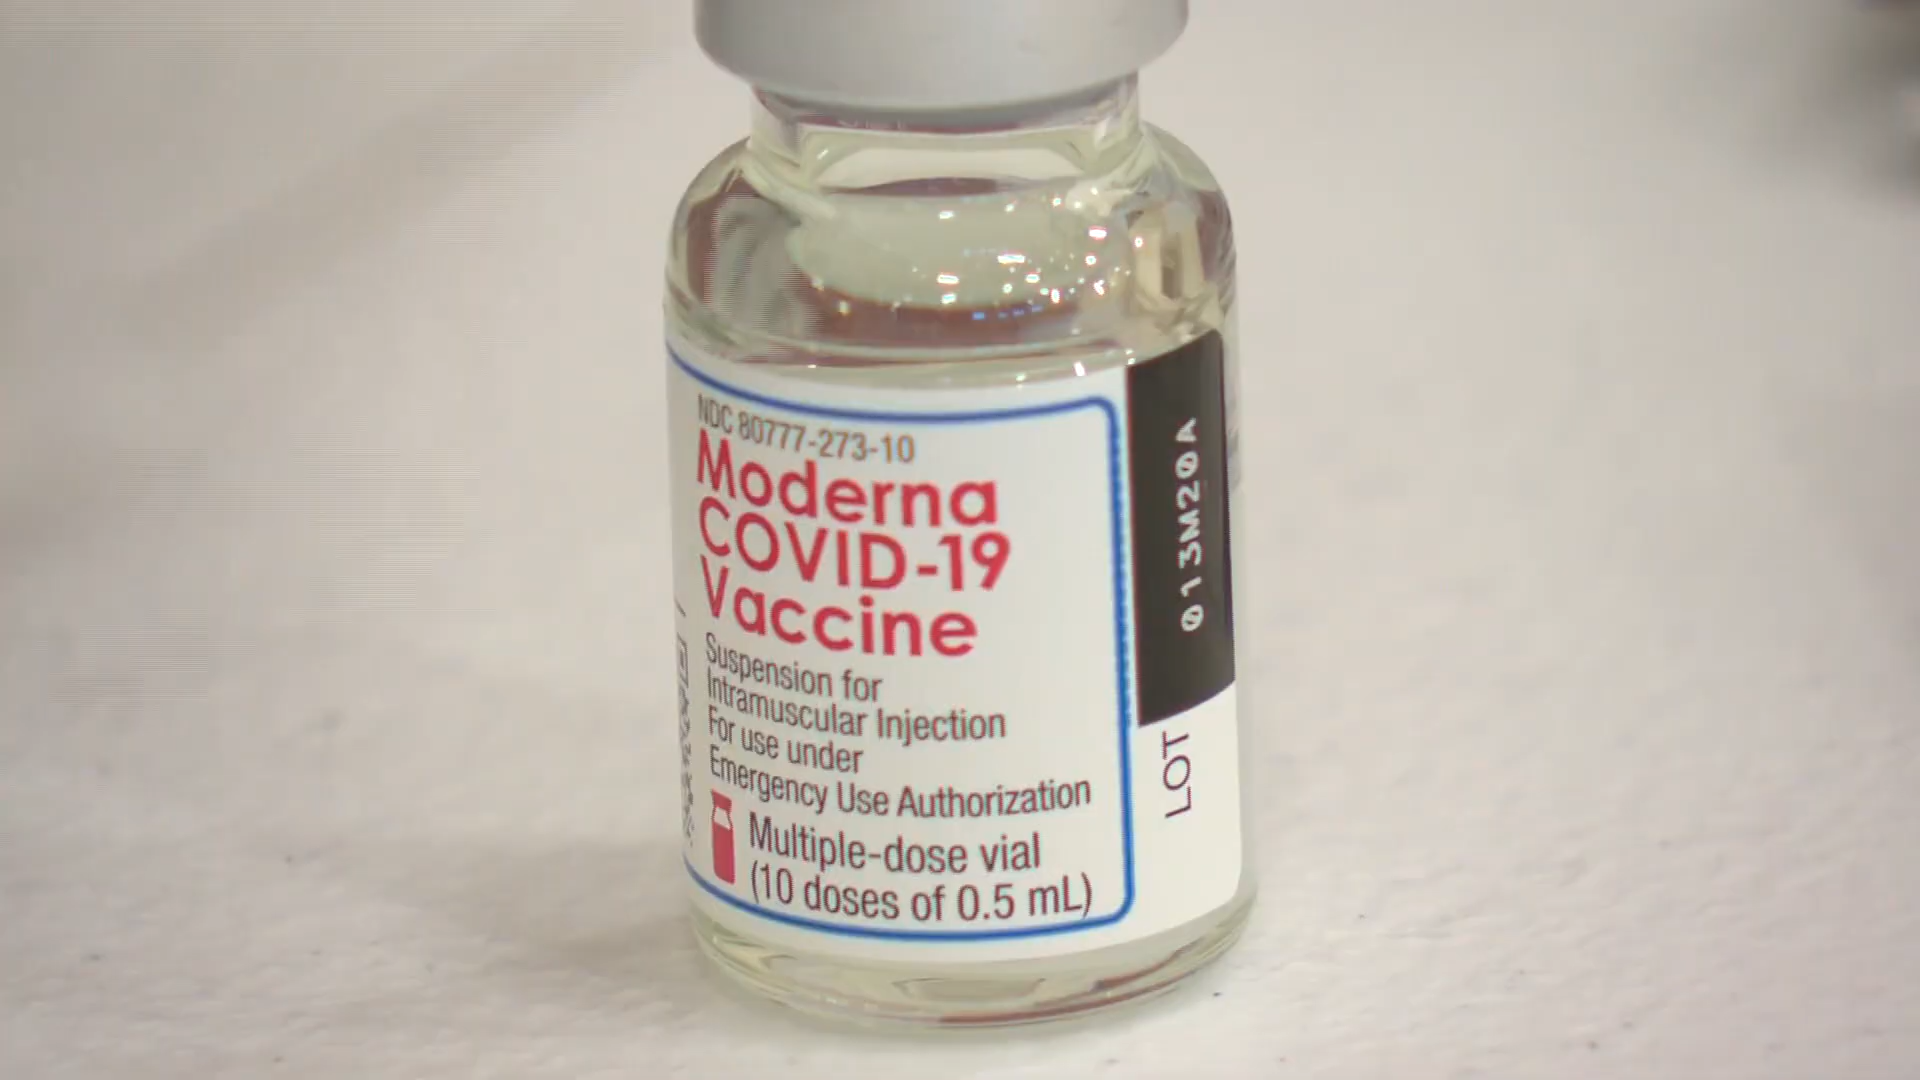 NDC 80777-273-10
Moderna
COVID-19
Vaccine
Suspension for
Intramuscular Injection
For use under
Emergency Use Authorization
Multiple-dose vial
(10 doses of 0.5 mL)
LOT 013M20A